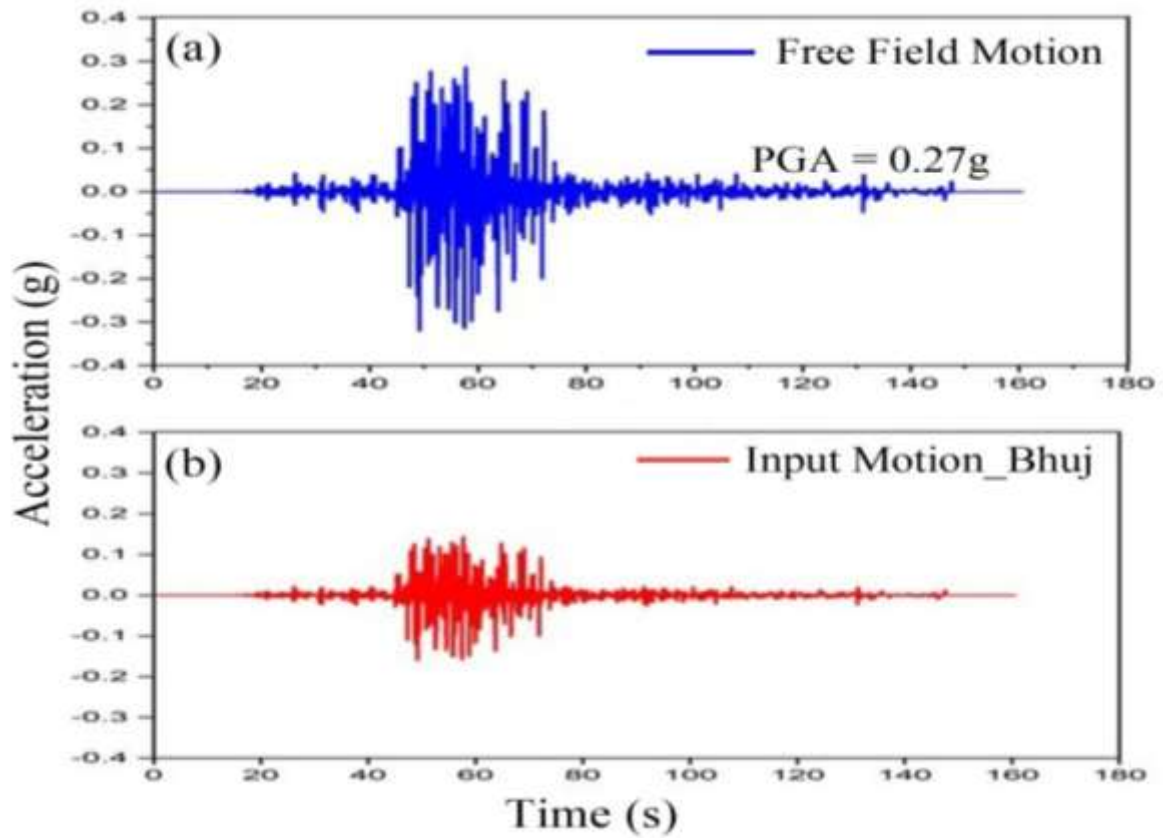 (a)
Free Field Motion
PGA = 0.27g
0.4
0.3
0.2
0.1
0.0
-0.1
-0.2
-0.3
-0.4
0 20 40 60 80 100 120 140 160 180
Acceleration (g)
(b)
Input Motion_Bhuj
0.4
0.3
0.2
0.1
0.0
-0.1
-0.2
-0.3
-0.4
0 20 40 60 80 100 120 140 160 180
Time (s)